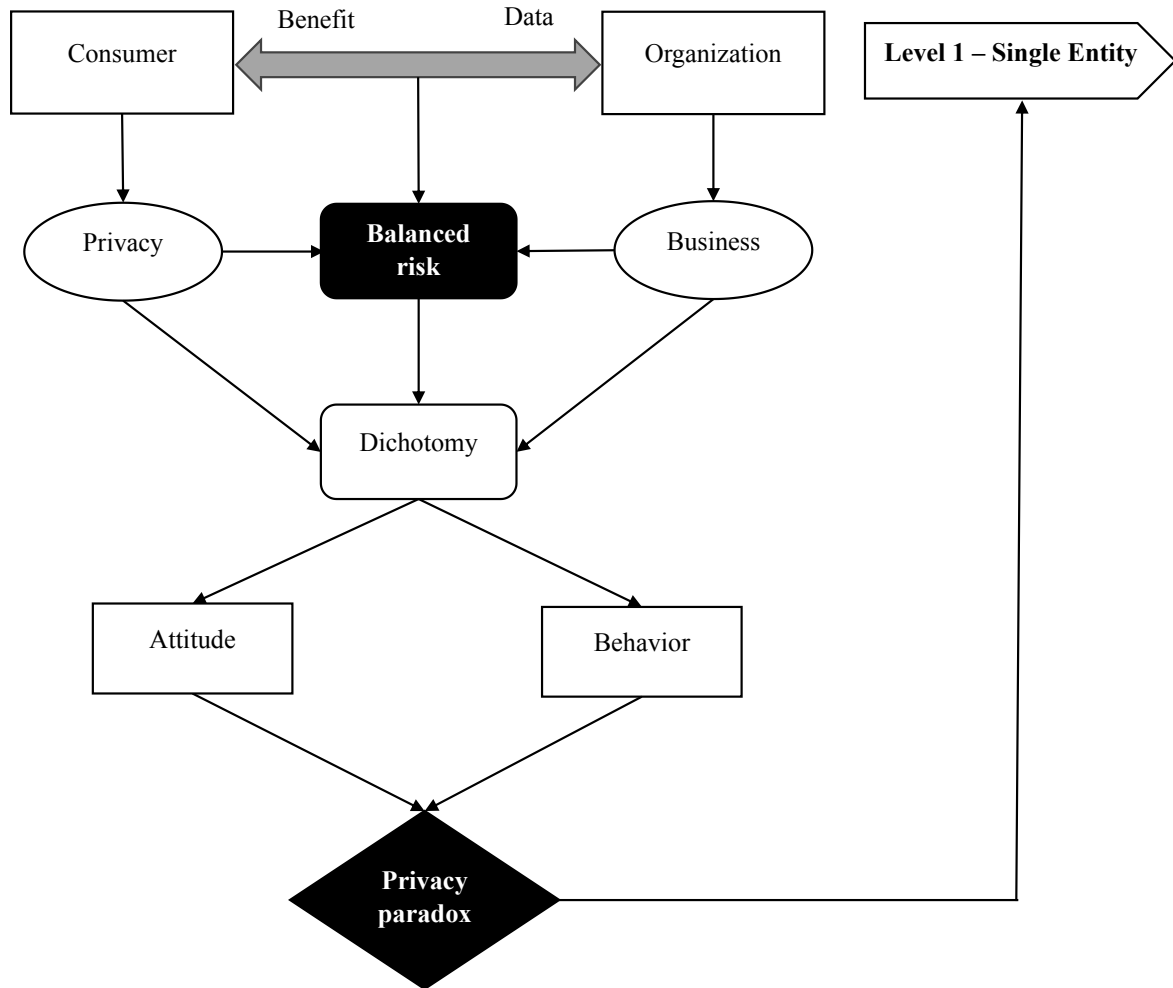 Benefit
Data
Consumer
Organization
Level 1 – Single Entity
Privacy
Balanced
risk
Business
Dichotomy
Attitude
Behavior
Privacy
paradox